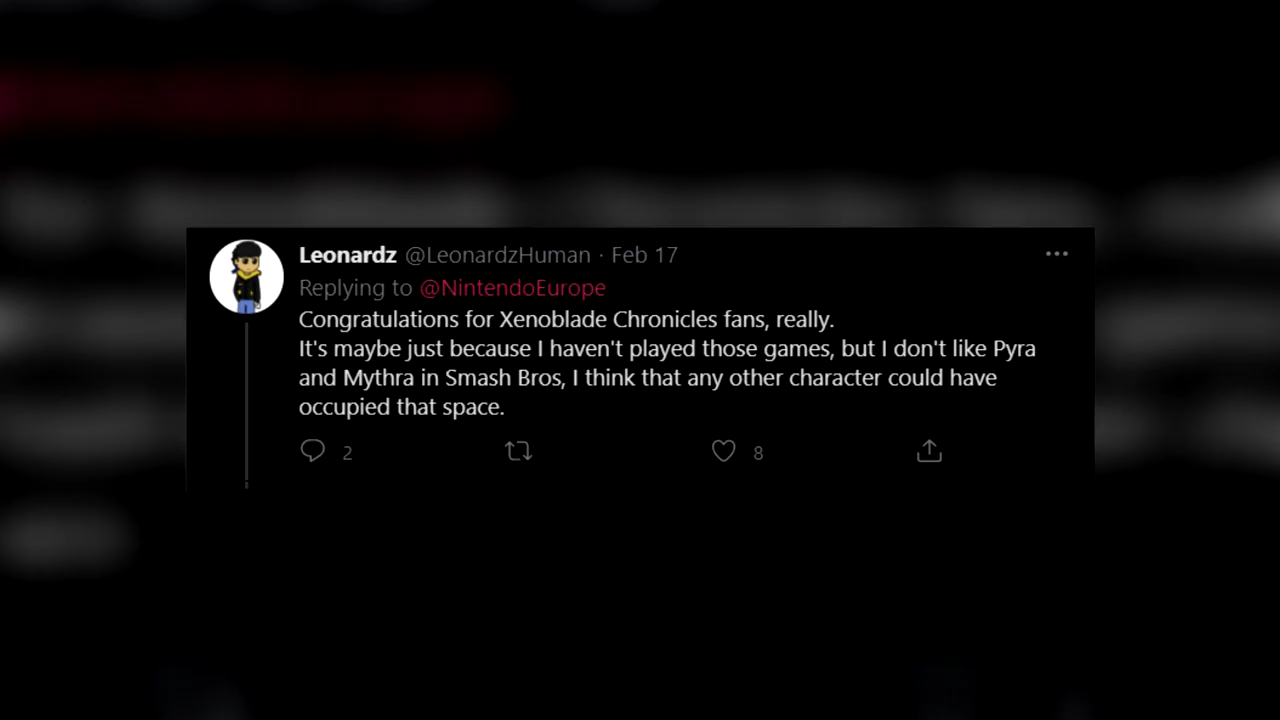 Leonardz @LeonardzHuman · Feb 17
Replying to @NintendoEurope
Congratulations for Xenoblade Chronicles fans, really.
It's maybe just because I haven't played those games, but I don't like Pyra
and Mythra in Smash Bros, I think that any other character could have
occupied that space.
2 8